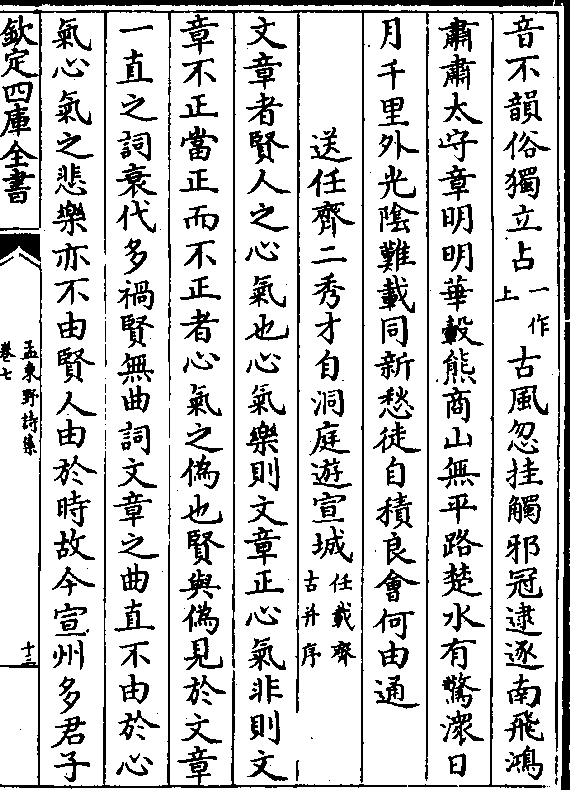 音不韻俗獨立占一作上古風忽挂觸邪冠逮逐南飛鴻
肅肅太守章明明華轂熊商山無平路楚水有驚潨日
月千里外光陰難載同新愁徒自積良會何由通
送任齊二秀才自洞庭遊宣城任載齊古并序
文章者賢人之心氣也心氣樂則文章正心氣非則文
章不正當正而不正者心氣之偽也賢與偽見於文章
一直之詞衰代多禍賢無曲詞文章之曲直不由於心
氣心氣之悲樂亦不由賢人由於時故今宣州多君子
欽定四庫全書
孟東野詩集
卷七
十三